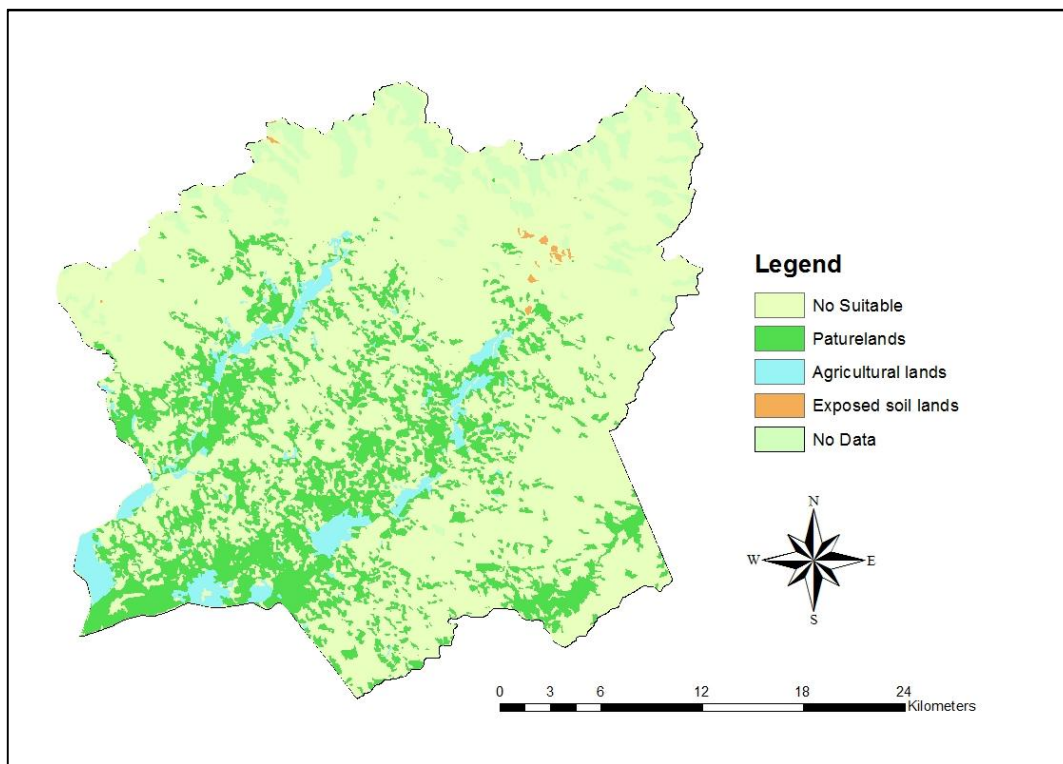 Legend
No Suitable
Paturelands
Agricultural lands
Exposed soil lands
No Data
N
W E
S
0 3 6 12 18 24
Kilometers